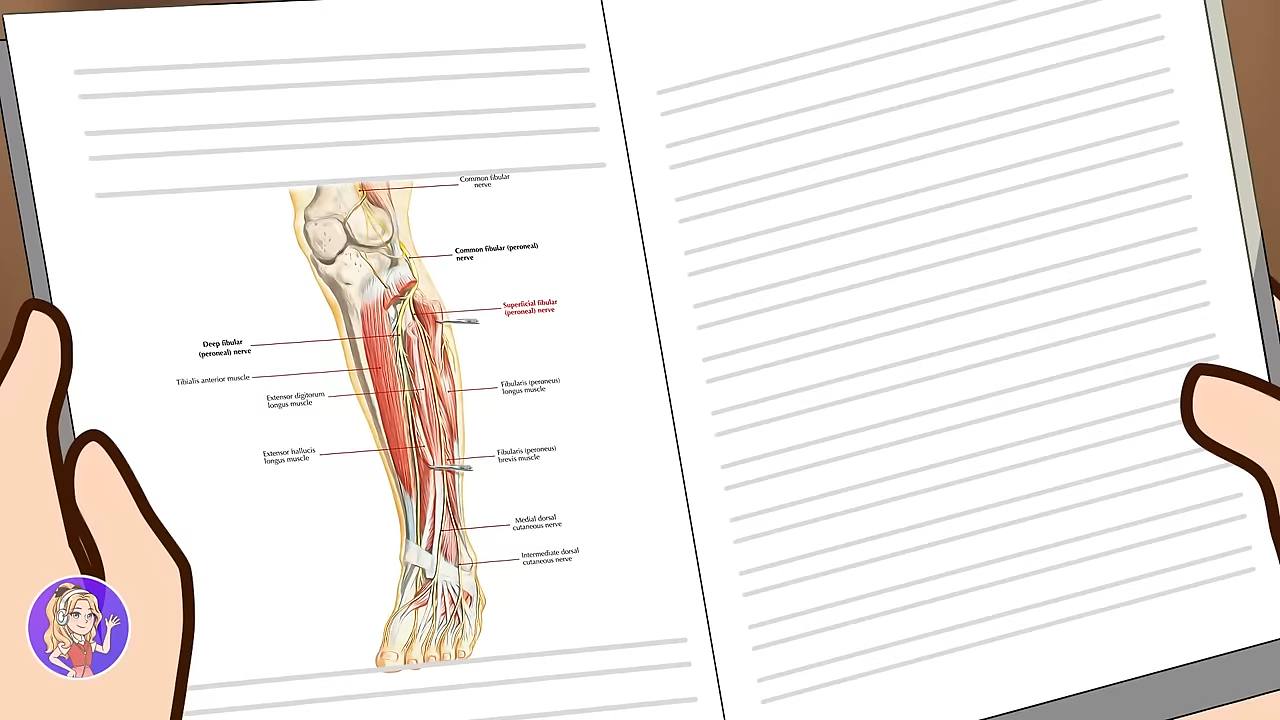 Common fibular
nerve
Common fibular (peroneal)
nerve
Superficial fibular
(peroneal) nerve
Deep fibular
(peroneal) nerve
Tibialis anterior muscle
Fibularis (peroneus)
longus muscle
Extensor digitorum
longus muscle
Extensor hallucis
longus muscle
Fibularis (peroneus)
brevis muscle
Medial dorsal
cutaneous nerve
Intermediate dorsal
cutaneous nerve